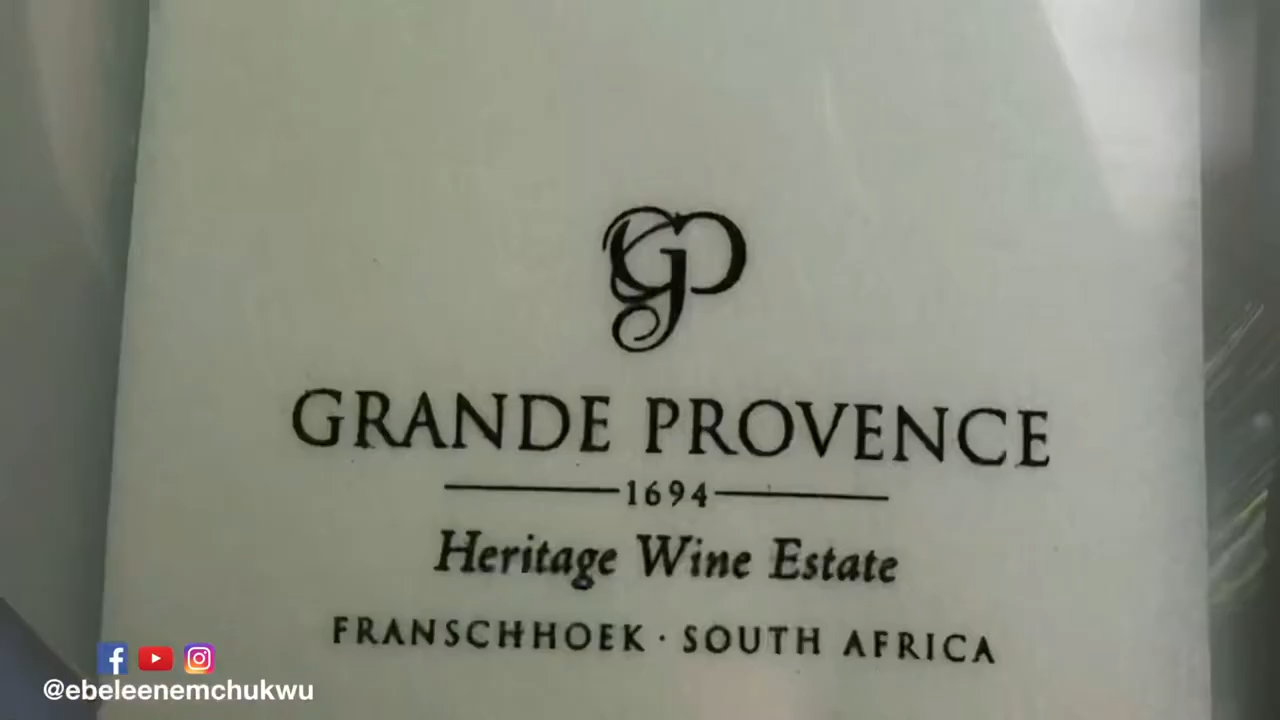 GP
GRANDE PROVENCE
1694
Heritage Wine Estate
FRANSCHHOEK · SOUTH AFRICA
@ebeleenemchukwu